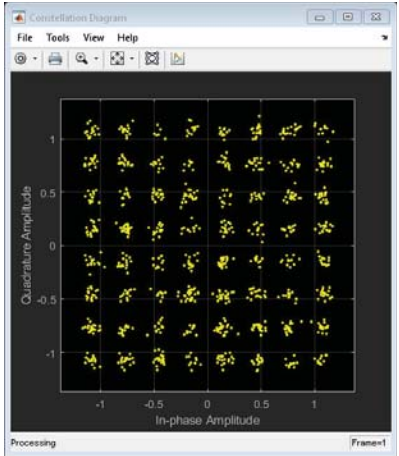 Constellation Diagram
File Tools View Help
1
0.5
0
-0.5
-1
Quadrature Amplitude
-1 -0.5 0 0.5 1
In-phase Amplitude
Processing Frame=1